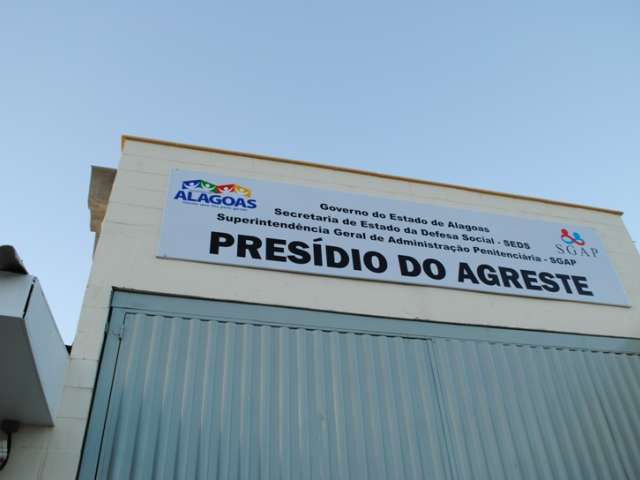 ALAGOAS
Governo do Estado de Alagoas
Secretaria de Estado da Defesa Social - SEDS
Superintendência Geral de Administração Penitenciária - SGAP
SGAP
PRESÍDIO DO AGRESTE